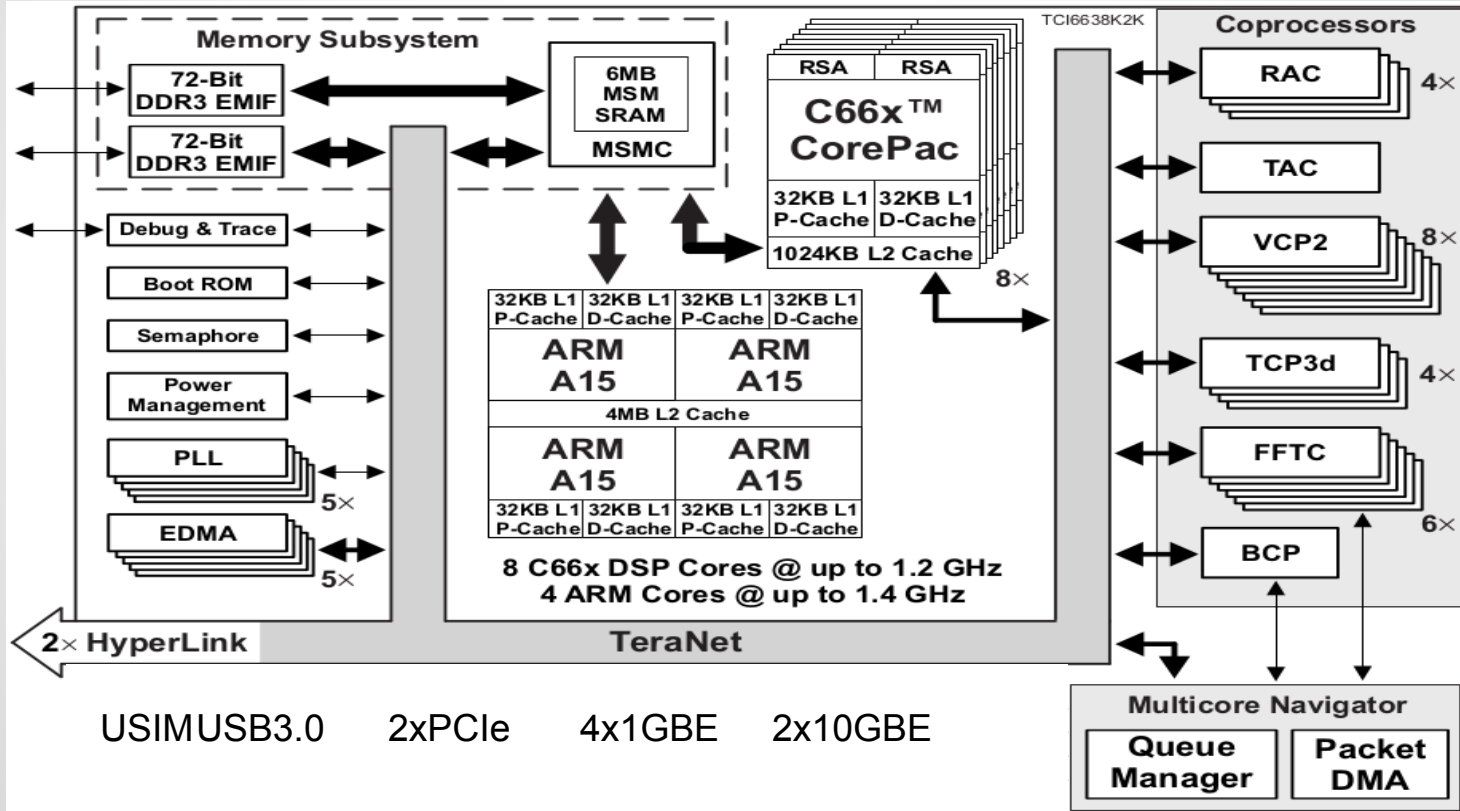 TCI6638K2K
Memory Subsystem
72-Bit
DDR3 EMIF
72-Bit
DDR3 EMIF
6MB
MSM
SRAM
MSMC
Debug & Trace
Boot ROM
Semaphore
Power
Management
PLL
5×
EDMA
5×
RSA RSA
C66x™
CorePac
32KB L1 32KB L1
P-Cache D-Cache
1024KB L2 Cache
8×
32KB L1 32KB L1 32KB L1 32KB L1
P-Cache D-Cache P-Cache D-Cache
ARM ARM
A15 A15
4MB L2 Cache
ARM ARM
A15 A15
32KB L1 32KB L1 32KB L1 32KB L1
P-Cache D-Cache P-Cache D-Cache
8 C66x DSP Cores @ up to 1.2 GHz
4 ARM Cores @ up to 1.4 GHz
Coprocessors
RAC
4×
TAC
VCP2
8×
TCP3d
4×
FFTC
6×
BCP
2× HyperLink
TeraNet
Multicore Navigator
Queue
Manager
Packet
DMA
USIMUSB3.0 2xPCIe 4x1GBE 2x10GBE